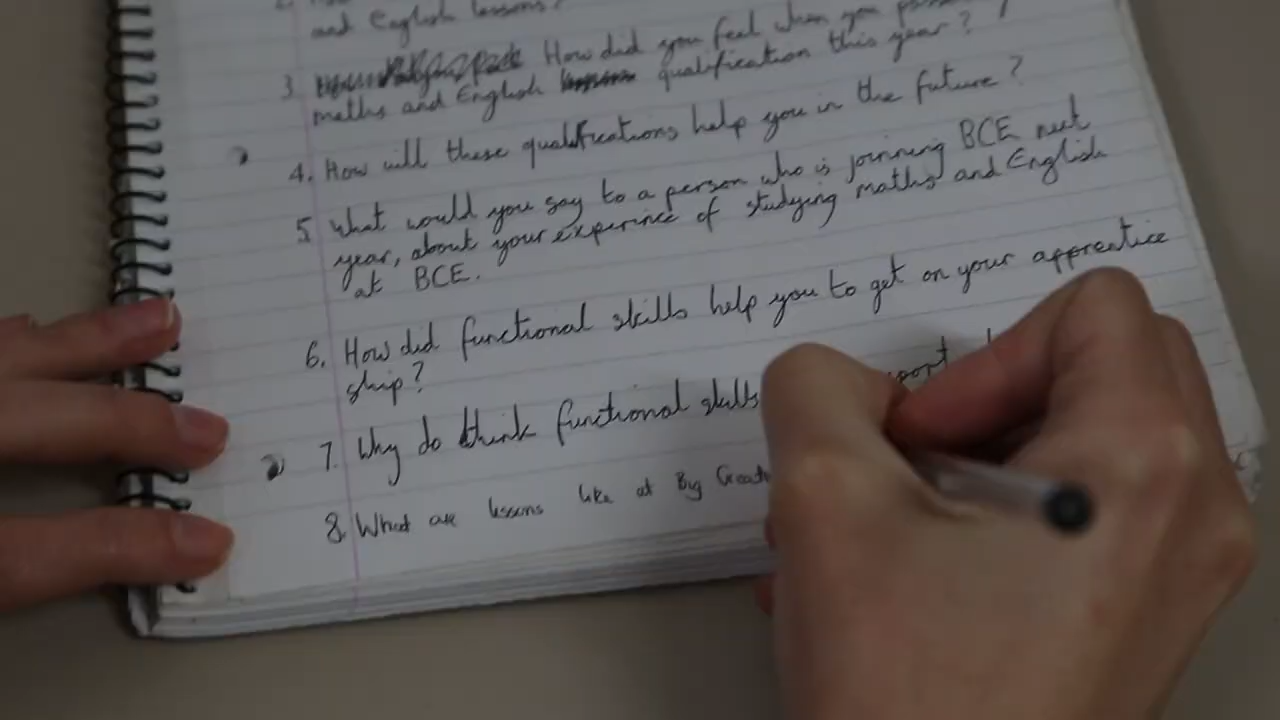 and English lessons?
3. How did you feel when you
maths and English qualification this year?
4. How will these qualifications help you in the future?
5. What would you say to a person who is joinning BCE next
year, about your experince of studying maths and English
at BCE.
6. How did functional skills help you to get on your apprentice
ship?
7. Why do think functional skills
8. What are lessons like at Big